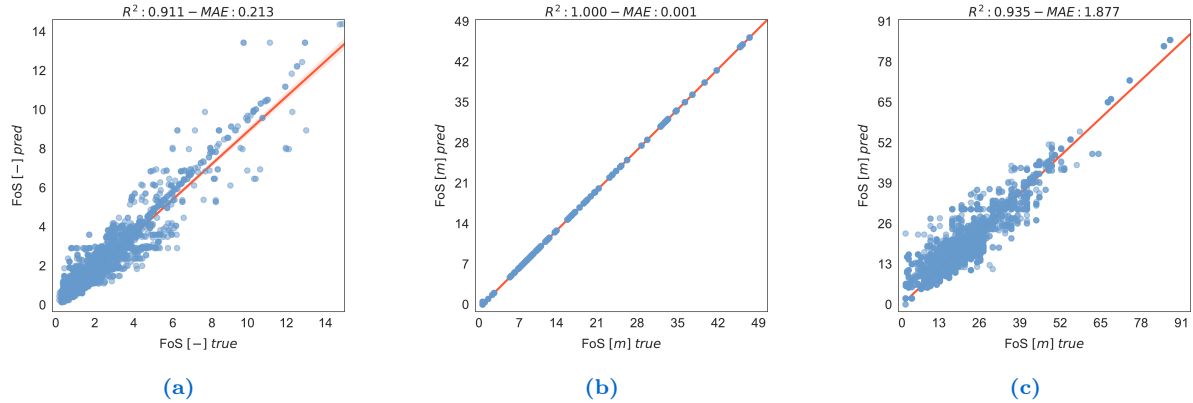 R² : 0.911 − MAE : 0.213
14
12
10
8
6
4
2
0
FoS [−] pred
0 2 4 6 8 10 12 14
FoS [−] true
(a)
R² : 1.000 − MAE : 0.001
49
42
35
28
21
14
7
0
FoS [m] pred
0 7 14 21 28 35 42 49
FoS [m] true
(b)
R² : 0.935 − MAE : 1.877
91
78
65
52
39
26
13
0
FoS [m] pred
0 13 26 39 52 65 78 91
FoS [m] true
(c)